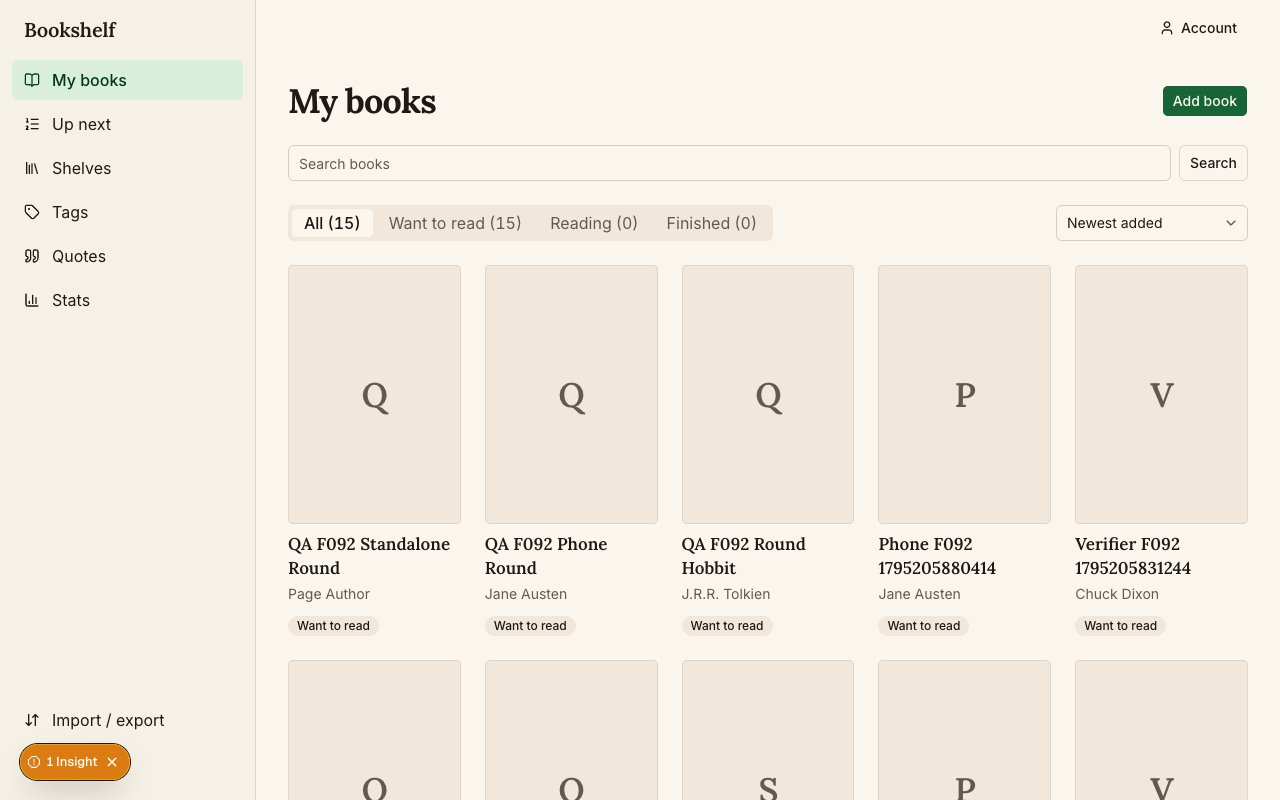 Bookshelf
My books
Up next
Shelves
Tags
Quotes
Stats
Import / export
1 Insight
Account
My books
Add book
Search books
Search
All (15)
Want to read (15)
Reading (0)
Finished (0)
Newest added
Q
Q
Q
P
V
QA F092 Standalone
Round
Page Author
Want to read
QA F092 Phone
Round
Jane Austen
Want to read
QA F092 Round
Hobbit
J.R.R. Tolkien
Want to read
Phone F092
1795205880414
Jane Austen
Want to read
Verifier F092
1795205831244
Chuck Dixon
Want to read
S
P
V